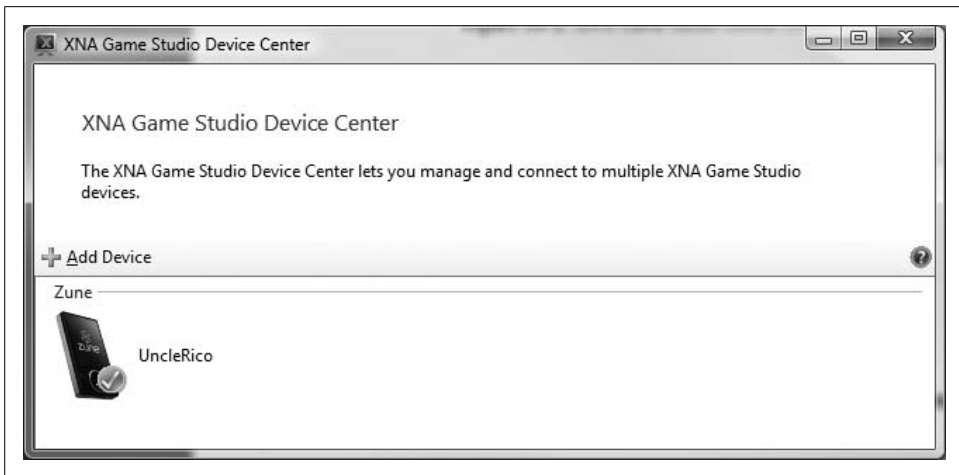 XNA Game Studio Device Center
XNA Game Studio Device Center
The XNA Game Studio Device Center lets you manage and connect to multiple XNA Game Studio
devices.
Add Device
Zune
zune
UncleRico